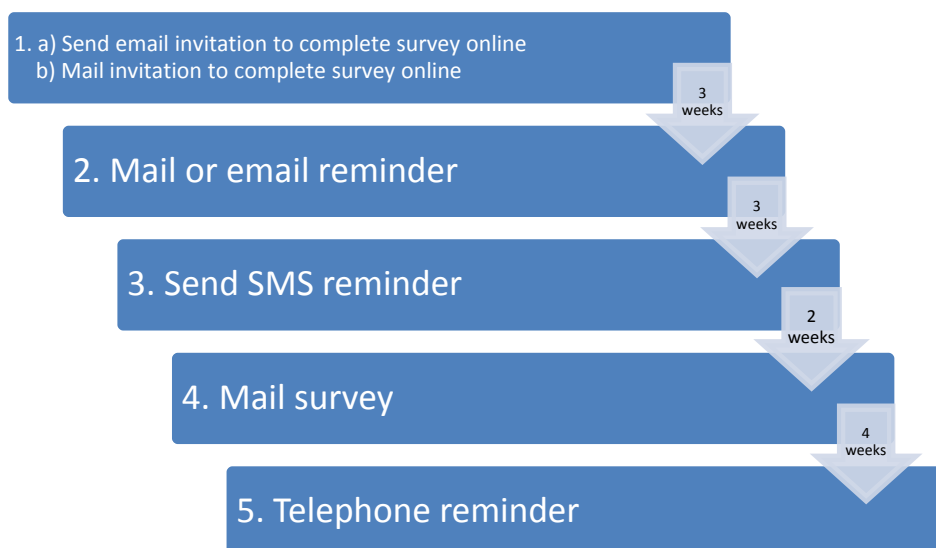 1. a) Send email invitation to complete survey online
b) Mail invitation to complete survey online
3
weeks
2. Mail or email reminder
3
weeks
3. Send SMS reminder
2
weeks
4. Mail survey
4
weeks
5. Telephone reminder